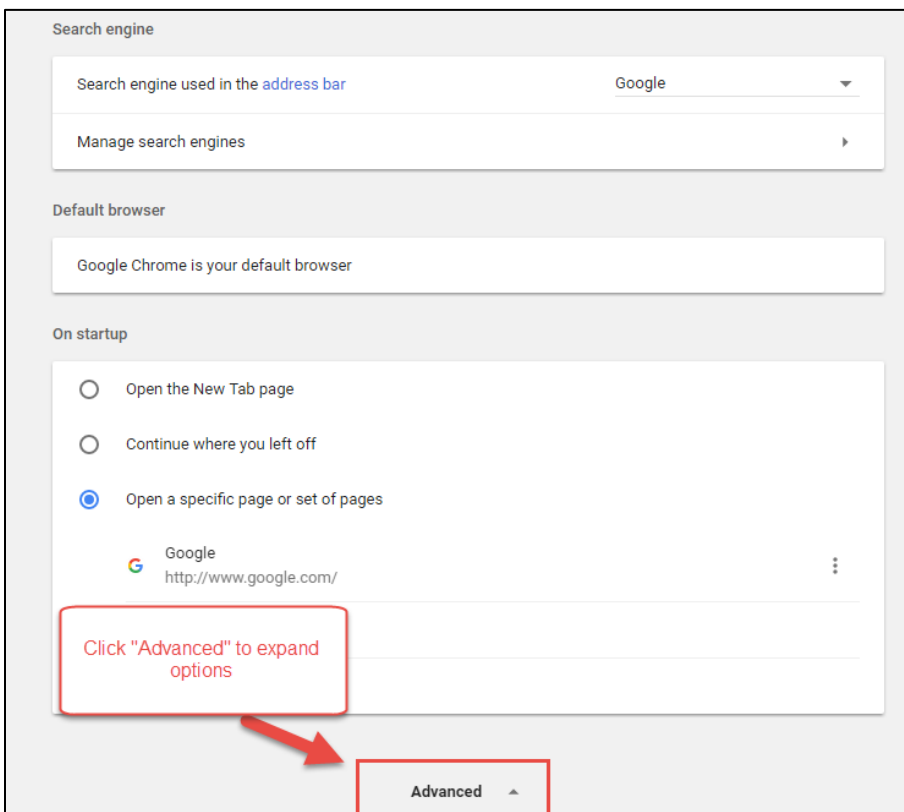 Search engine
Search engine used in the address bar Google
Manage search engines
Default browser
Google Chrome is your default browser
On startup
Open the New Tab page
Continue where you left off
Open a specific page or set of pages
Google
http://www.google.com/
Click "Advanced" to expand
options
Advanced